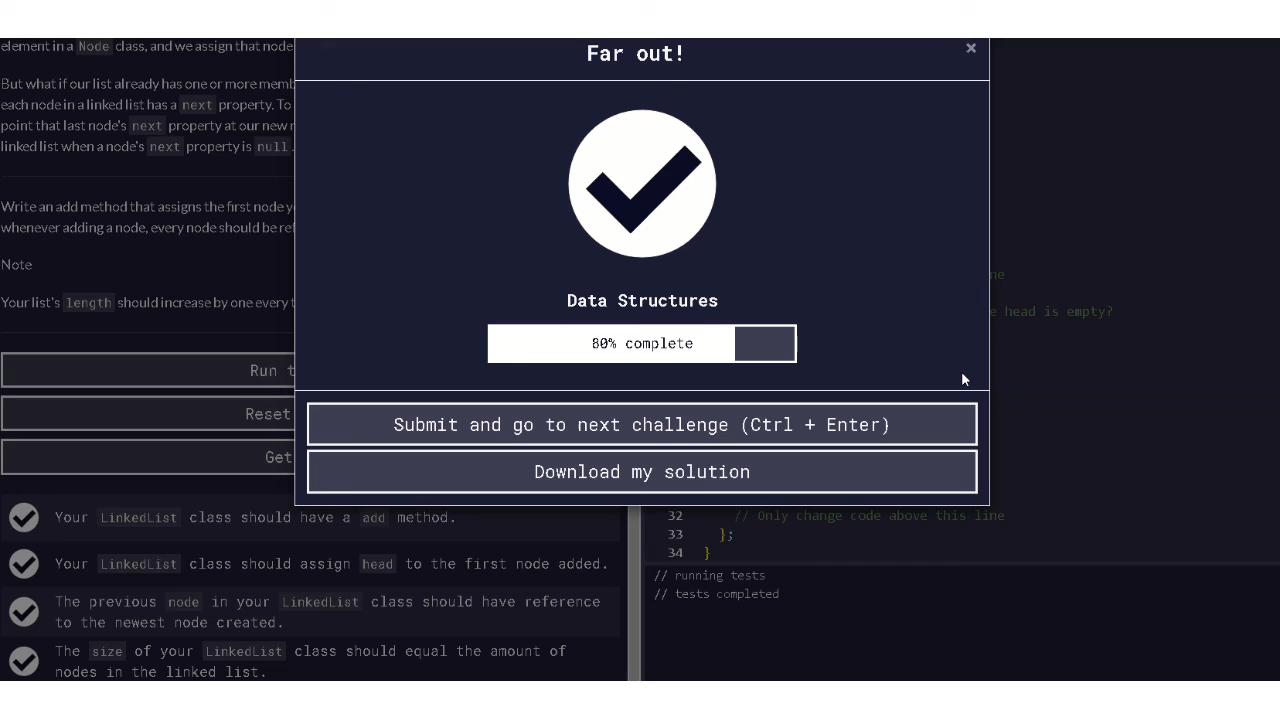 element in a Node class, and we assign that node
But what if our list already has one or more memb
each node in a linked list has a next property. To
point that last node's next property at our new
linked list when a node's next property is null.
Write an add method that assigns the first node
whenever adding a node, every node should be
Note
Your list's length should increase by one every
Run
Reset
Get
Far out!
×
Data Structures
80% complete
Submit and go to next challenge (Ctrl + Enter)
Download my solution
Your LinkedList class should have a add method.
Your LinkedList class should assign head to the first node added.
The previous node in your LinkedList class should have reference
to the newest node created.
The size of your LinkedList class should equal the amount of
nodes in the linked list.
head is empty?
32 // Only change code above this line
33 };
34 }
// running tests
// tests completed